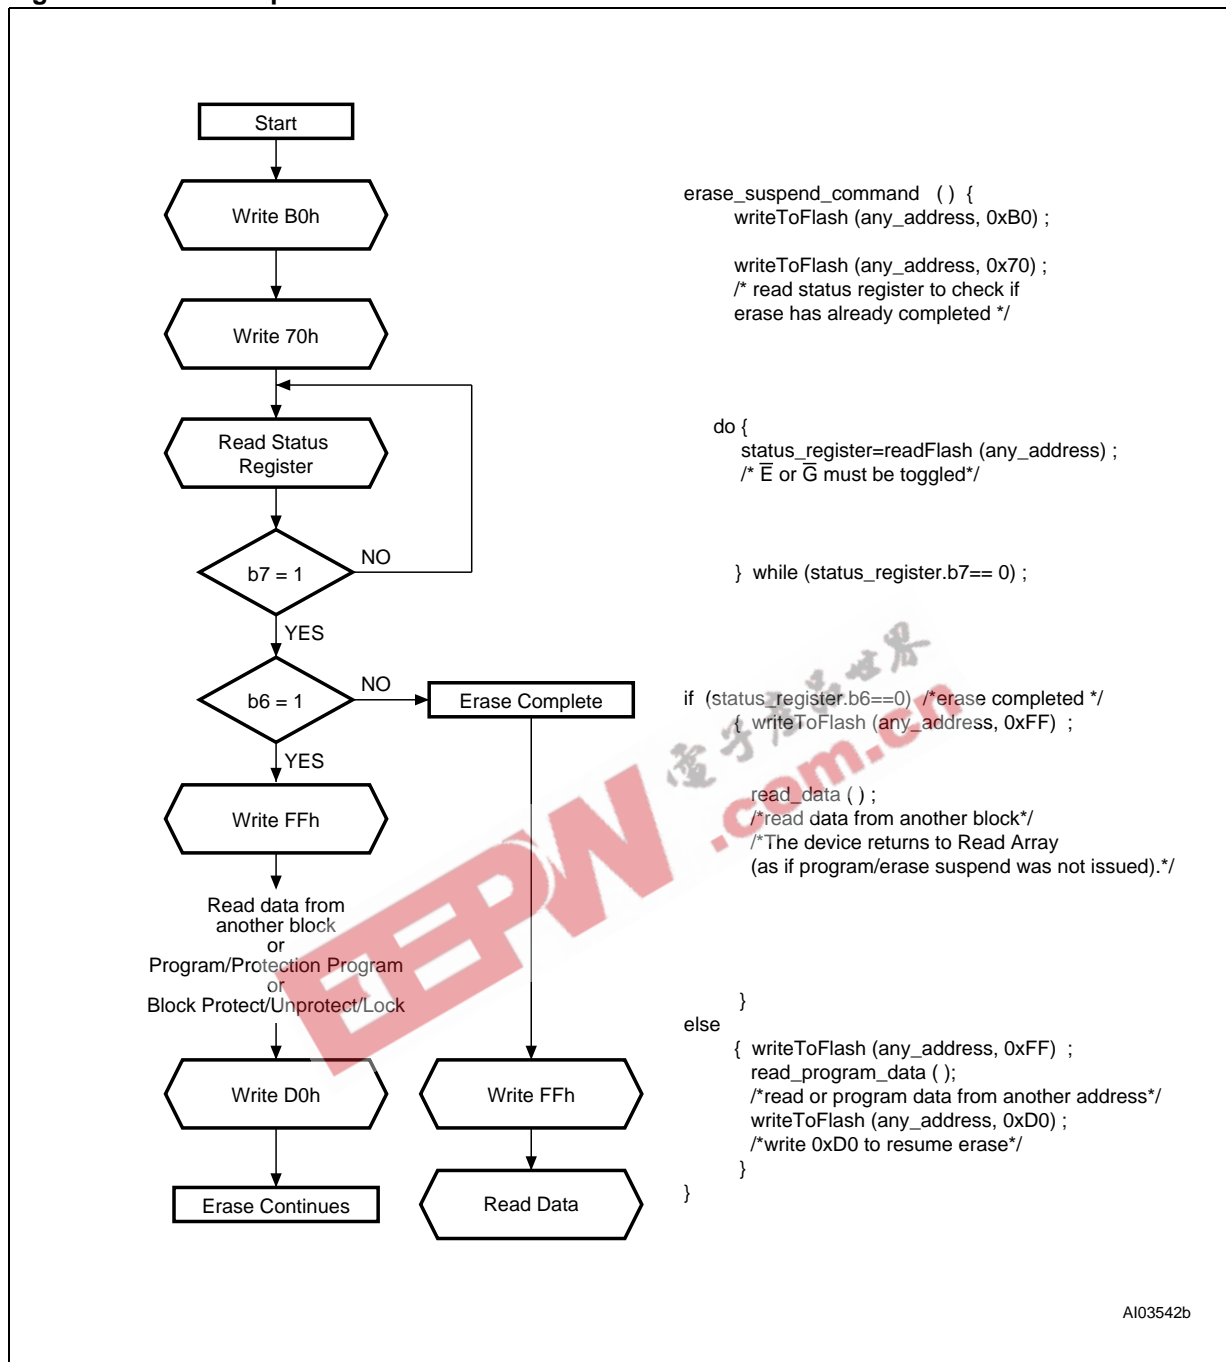 Start
Write B0h
Write 70h
Read Status
Register
b7 = 1
NO
YES
b6 = 1
NO
Erase Complete
YES
Write FFh
Read data from
another block
or
Program/Protection Program
or
Block Protect/Unprotect/Lock
Write D0h
Write FFh
Erase Continues
Read Data
erase_suspend_command ( ) {
writeToFlash (any_address, 0xB0) ;
writeToFlash (any_address, 0x70) ;
/* read status register to check if
erase has already completed */
do {
status_register=readFlash (any_address) ;
/* E̅ or G̅ must be toggled*/
} while (status_register.b7== 0) ;
if (status_register.b6==0) /*erase completed */
{ writeToFlash (any_address, 0xFF) ;
read_data ( ) ;
/*read data from another block*/
/*The device returns to Read Array
(as if program/erase suspend was not issued).*/
}
else
{ writeToFlash (any_address, 0xFF) ;
read_program_data ( );
/*read or program data from another address*/
writeToFlash (any_address, 0xD0) ;
/*write 0xD0 to resume erase*/
}
}
EEPW
電子產品世界
.com.cn
AI03542b